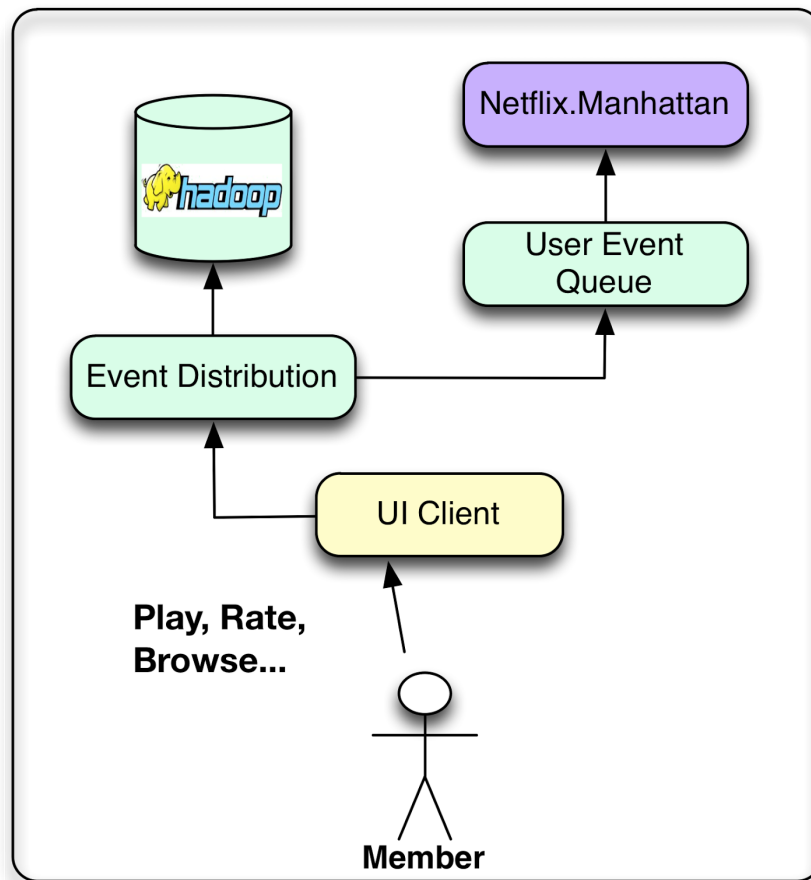 Netflix.Manhattan
hadoop
User Event
Queue
Event Distribution
UI Client
Play, Rate,
Browse...
Member